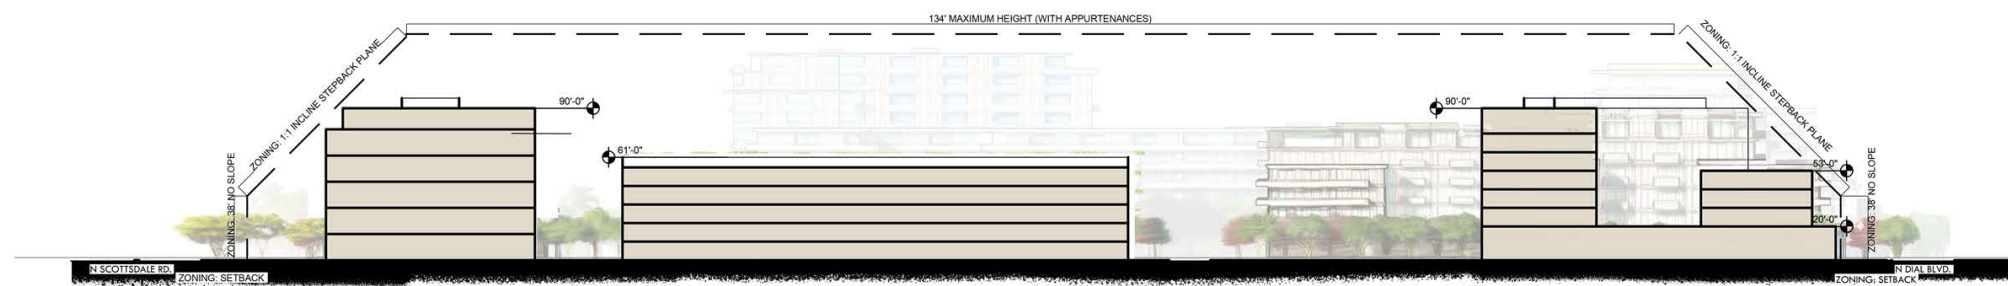 134' MAXIMUM HEIGHT (WITH APPURTENANCES)
ZONING: 1:1 INCLINE STEPBACK PLANE
ZONING: 1:1 INCLINE STEPBACK PLANE
90'-0"
90'-0"
61'-0"
53'-0"
ZONING: 38' NO SLOPE
ZONING: 38' NO SLOPE
20'-0"
N SCOTTSDALE RD.
ZONING: SETBACK
N DIAL BLVD.
ZONING: SETBACK